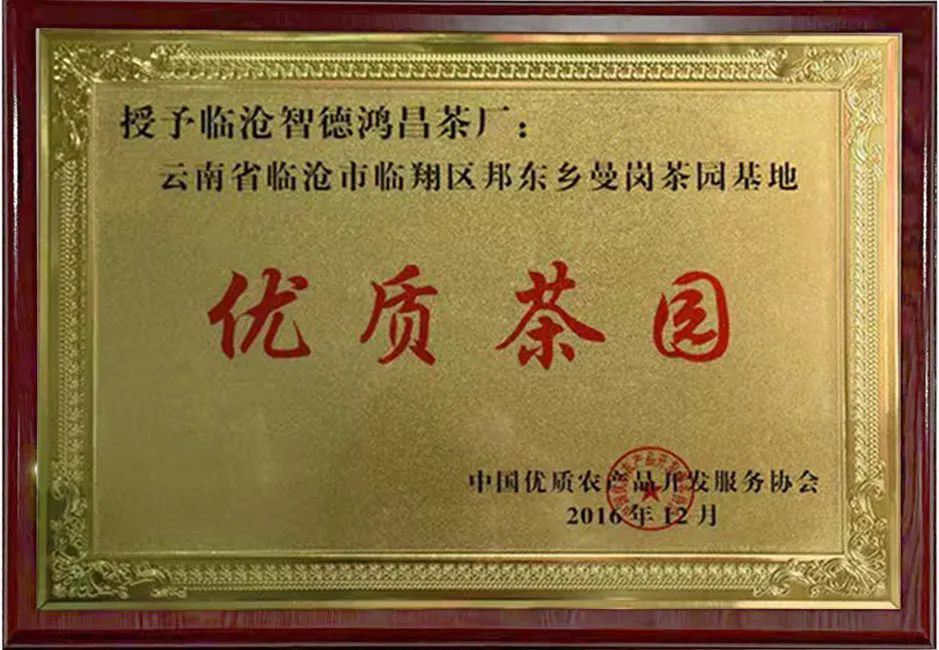 授予临沧智德鸿昌茶厂：
云南省临沧市临翔区邦东乡曼岗茶园基地
优质茶园
中国优质农产品开发服务协会
2016年12月